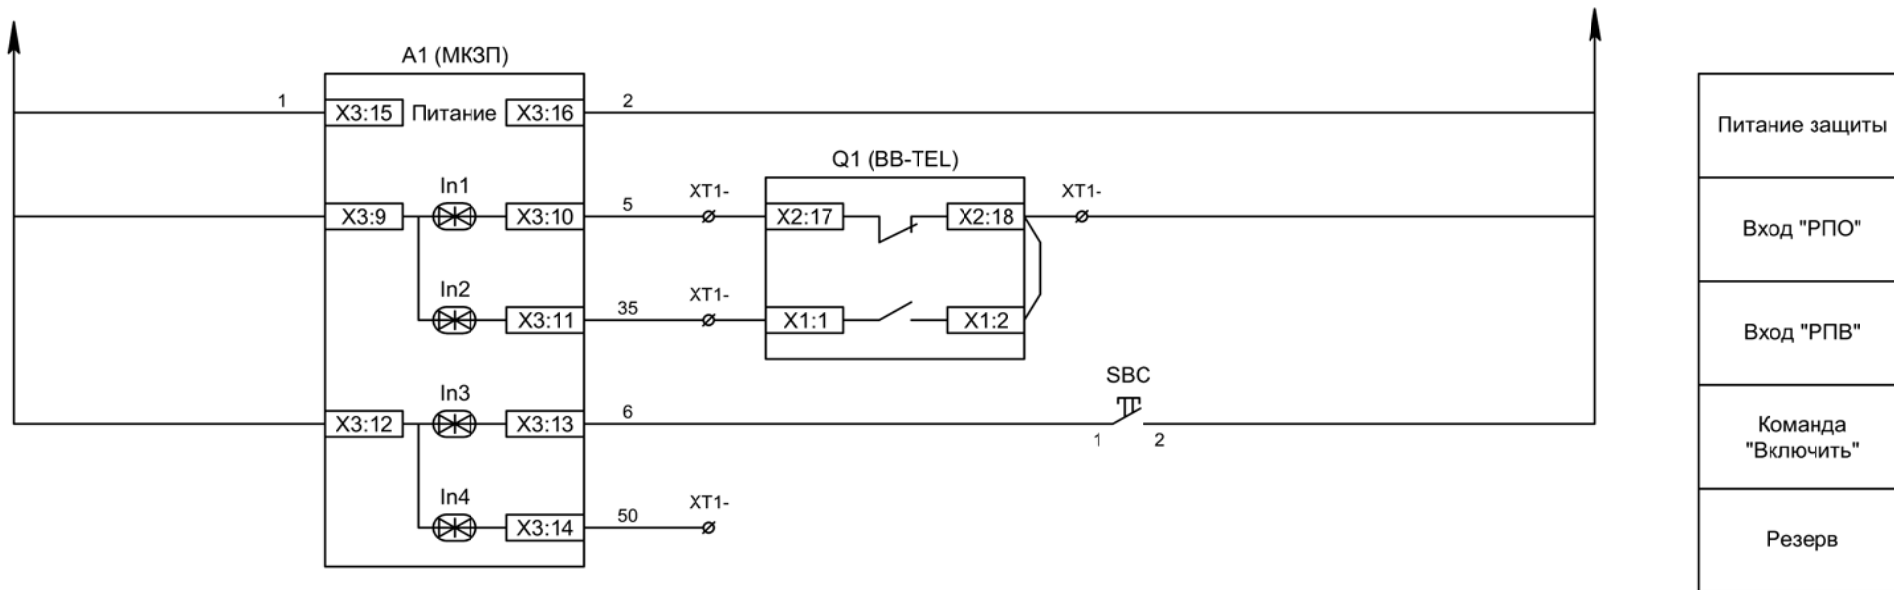 A1 (МКЗП)
1
X3:15
Питание
X3:16
2
Питание защиты
Q1 (BB-TEL)
In1
XT1-
XT1-
X3:9
X3:10
5
X2:17
X2:18
Вход "РПО"
In2
XT1-
X3:11
35
X1:1
X1:2
Вход "РПВ"
In3
SBC
X3:12
X3:13
6
1
2
Команда
"Включить"
In4
XT1-
X3:14
50
Резерв